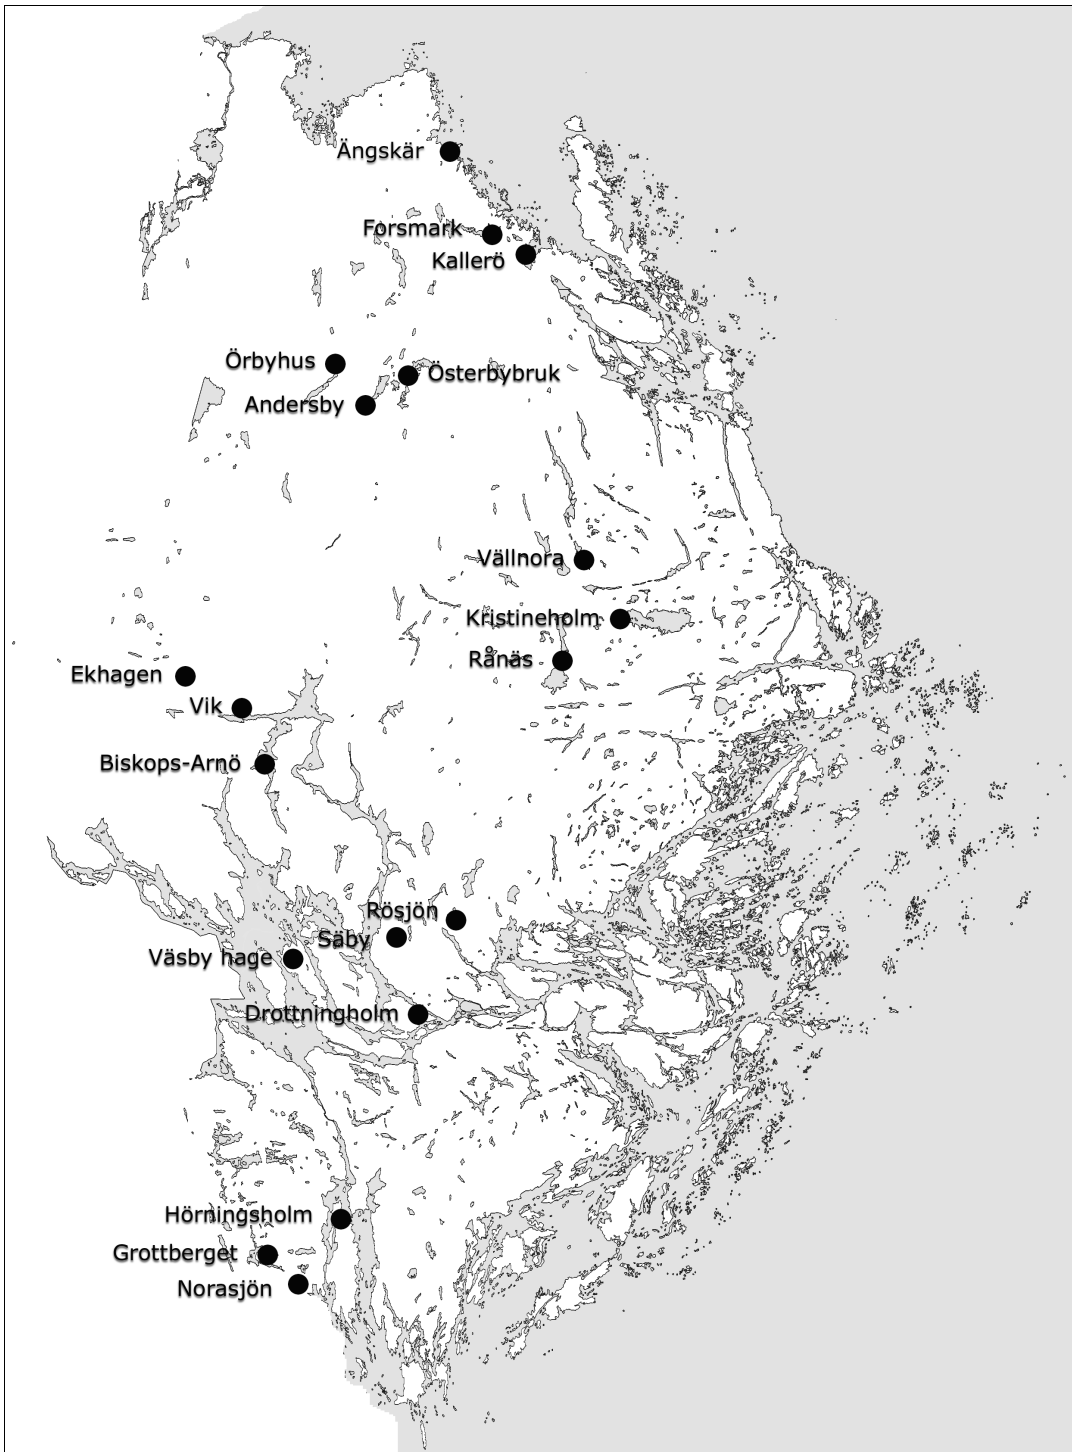 Ängskär
Forsmark
Kallerö
Örbyhus
Österbybruk
Andersby
Vällnora
Kristineholm
Rånäs
Ekhagen
Vik
Biskops-Arnö
Rösjön
Säby
Väsby hage
Drottningholm
Hörningsholm
Grottberget
Norasjön